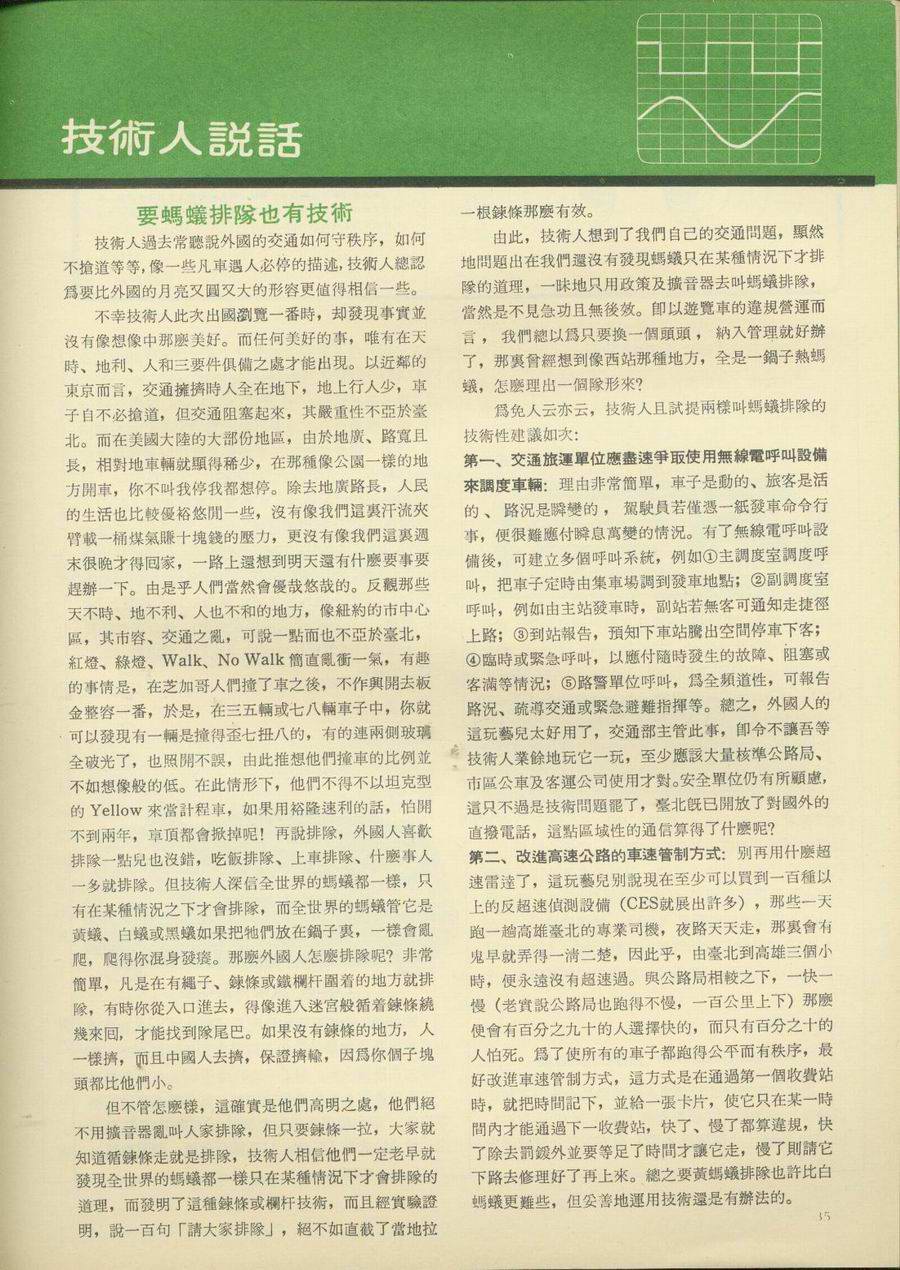 技術人説話
要螞蟻排隊也有技術
技術人過去常聽說外國的交通如何守秩序，如何
不搶道等等，像一些凡車遇人必停的描述，技術人總認
爲要比外國的月亮又圓又大的形容更值得相信一些。
不幸技術人此次出國瀏覽一番時，却發現事實並
沒有像想像中那麽美好。而任何美好的事，唯有在天
時、地利、人和三要件俱備之處才能出現。以近鄰的
東京而言，交通擁擠時人全在地下，地上行人少，車
子自不必搶道，但交通阻塞起來，其嚴重性不亞於臺
北。而在美國大陸的大部份地區，由於地廣、路寬且
長，相對地車輛就顯得稀少，在那種像公園一樣的地
方開車，你不叫我停我都想停。除去地廣路長，人民
的生活也比較優裕悠閒一些，沒有像我們這裏汗流夾
臂載一桶煤氣賺十塊錢的壓力，更沒有像我們這裏週
末很晚才得囘家，一路上還想到明天還有什麽要事要
趕辦一下。由是乎人們當然會優哉悠哉的。反觀那些
天不時、地不利、人也不和的地方，像紐約的市中心
區，其市容、交通之亂，可說一點而也不亞於臺北，
紅燈、綠燈、Walk、No Walk 簡直亂衝一氣，有趣
的事情是，在芝加哥人們撞了車之後，不作興開去板
金整容一番，於是，在三五輛或七八輛車子中，你就
可以發現有一輛是撞得歪七扭八的，有的連兩側玻璃
全破光了，也照開不誤，由此推想他們撞車的比例並
不如想像般的低。在此情形下，他們不得不以坦克型
的 Yellow 來當計程車，如果用裕隆速利的話，怕開
不到兩年，車頂都會掀掉呢！再說排隊，外國人喜歡
排隊一點兒也沒錯，吃飯排隊、上車排隊、什麽事人
一多就排隊。但技術人深信全世界的螞蟻都一樣，只
有在某種情況之下才會排隊，而全世界的螞蟻管它是
黃蟻、白蟻或黑蟻如果把牠們放在鍋子裏，一樣會亂
爬，爬得你混身發癢。那麽外國人怎麽排隊呢？非常
簡單，凡是在有繩子、鍊條或鐵欄杆圍着的地方就排
隊，有時你從入口進去，得像進入迷宮般循着鍊條繞
幾來囘，才能找到隊尾巴。如果沒有鍊條的地方，人
一樣擠，而且中國人去擠，保證擠輸，因爲你個子塊
頭都比他們小。
但不管怎麽樣，這確實是他們高明之處，他們絕
不用擴音器亂叫人家排隊，但只要鍊條一拉，大家就
知道循鍊條走就是排隊，技術人相信他們一定老早就
發現全世界的螞蟻都一樣只在某種情況下才會排隊的
道理，而發明了這種鍊條或欄杆技術，而且經實驗證
明，說一百句「請大家排隊」，絕不如直截了當地拉
一根鍊條那麽有效。
由此，技術人想到了我們自己的交通問題，顯然
地問題出在我們還沒有發現螞蟻只在某種情況下才排
隊的道理，一昧地只用政策及擴音器去叫螞蟻排隊，
當然是不見急功且無後效。卽以遊覽車的違規營運而
言，我們總以爲只要換一個頭頭，納入管理就好辦
了，那裏曾經想到像西站那種地方，全是一鍋子熱螞
蟻，怎麽理出一個隊形來？
爲免人云亦云，技術人且試提兩樣叫螞蟻排隊的
技術性建議如次：
第一、交通旅運單位應盡速爭取使用無線電呼叫設備
來調度車輛：理由非常簡單，車子是動的、旅客是活
的、路況是瞬變的，駕駛員若僅憑一紙發車命令行
事，便很難應付瞬息萬變的情況。有了無線電呼叫設
備後，可建立多個呼叫系統，例如①主調度室調度呼
叫，把車子定時由集車場調到發車地點；②副調度室
呼叫，例如由主站發車時，副站若無客可通知走捷徑
上路；③到站報告，預知下車站騰出空間停車下客；
④臨時或緊急呼叫，以應付隨時發生的故障、阻塞或
客滿等情況；⑤路警單位呼叫，爲全頻道性，可報告
路況、疏導交通或緊急避難指揮等。總之，外國人的
這玩藝兒太好用了，交通部主管此事，卽令不讓吾等
技術人業餘地玩它一玩，至少應該大量核準公路局、
市區公車及客運公司使用才對。安全單位仍有所顧慮，
這只不過是技術問題罷了，臺北旣已開放了對國外的
直撥電話，這點區域性的通信算得了什麽呢？
第二、改進高速公路的車速管制方式：別再用什麽超
速雷達了，這玩藝兒別說現在至少可以買到一百種以
上的反超速偵測設備（CES就展出許多），那些一天
跑一趟高雄臺北的專業司機，夜路天天走，那裏會有
鬼早就弄得一淸二楚，因此乎，由臺北到高雄三個小
時，便永遠沒有超速過。與公路局相較之下，一快一
慢（老實說公路局也跑得不慢，一百公里上下）那麽
便會有百分之九十的人選擇快的，而只有百分之十的
人怕死。爲了使所有的車子都跑得公平而有秩序，最
好改進車速管制方式，這方式是在通過第一個收費站
時，就把時間記下，並給一張卡片，使它只在某一時
間內才能通過下一收費站，快了、慢了都算違規，快
了除去罰鍰外並要等足了時間才讓它走，慢了則請它
下路去修理好了再上來。總之要黃螞蟻排隊也許比白
螞蟻更難些，但妥善地運用技術還是有辦法的。
35